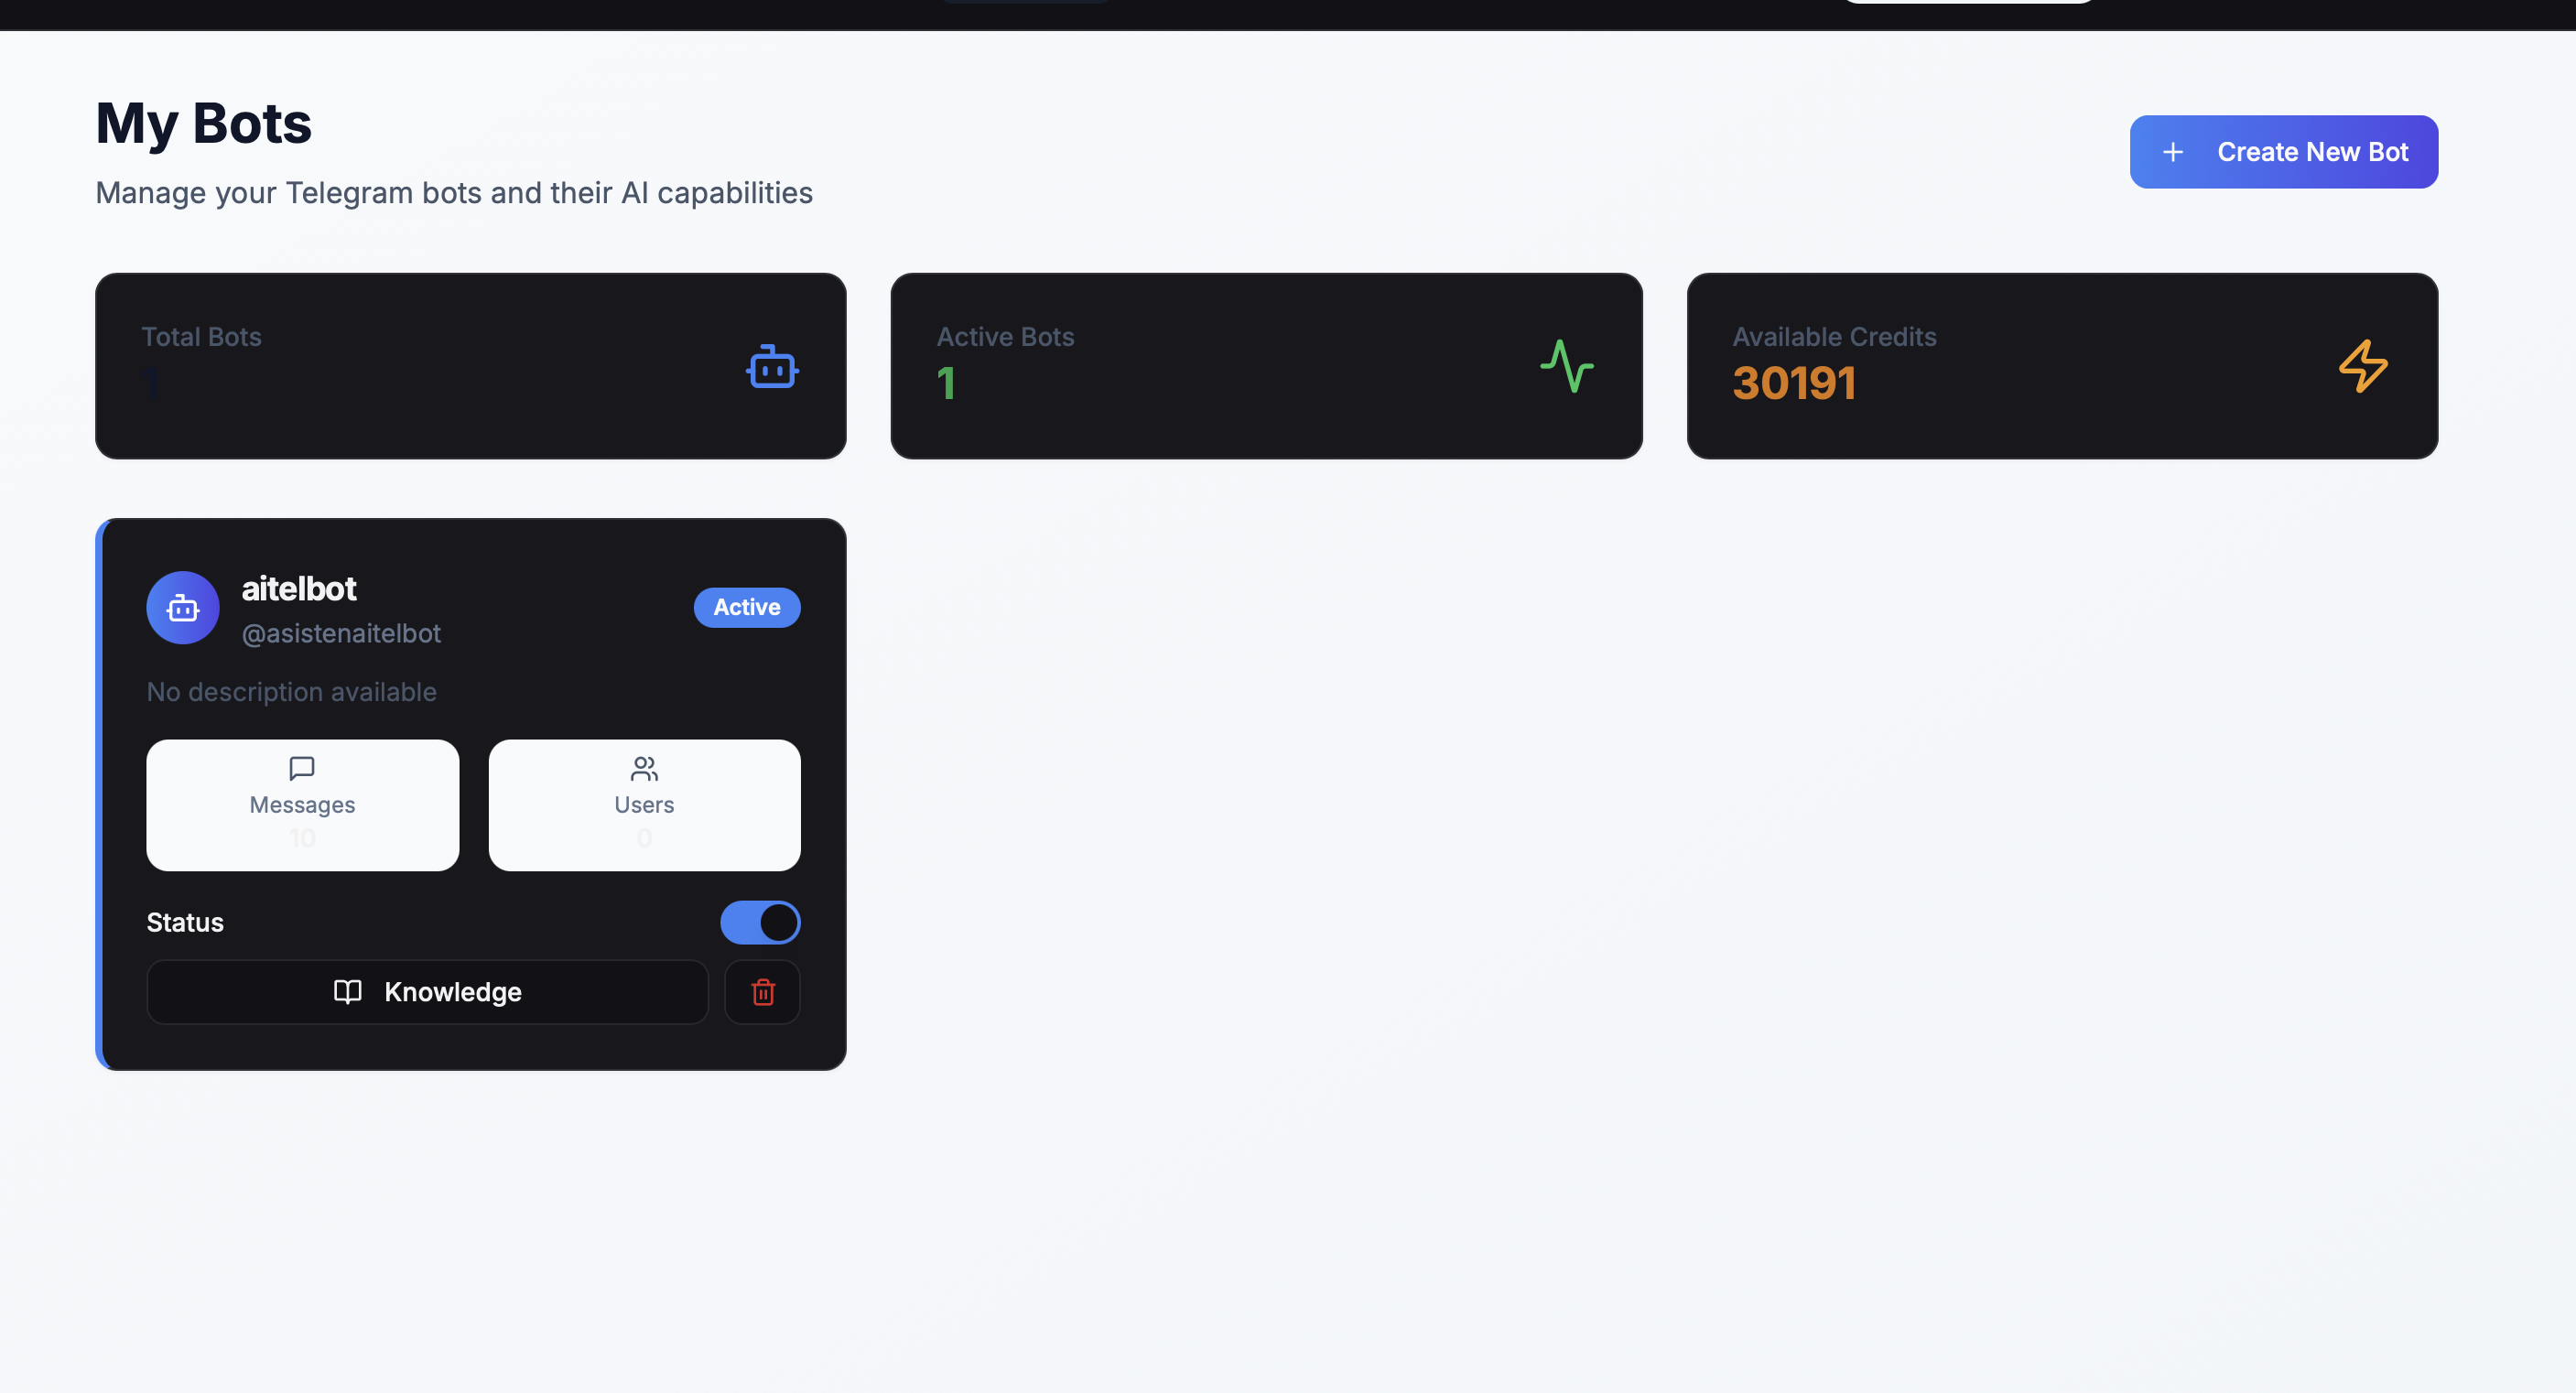 My Bots
Manage your Telegram bots and their AI capabilities
Create New Bot
Total Bots
1
Active Bots
1
Available Credits
30191
aitelbot
@asistenaitelbot
Active
No description available
Messages
10
Users
0
Status
Knowledge